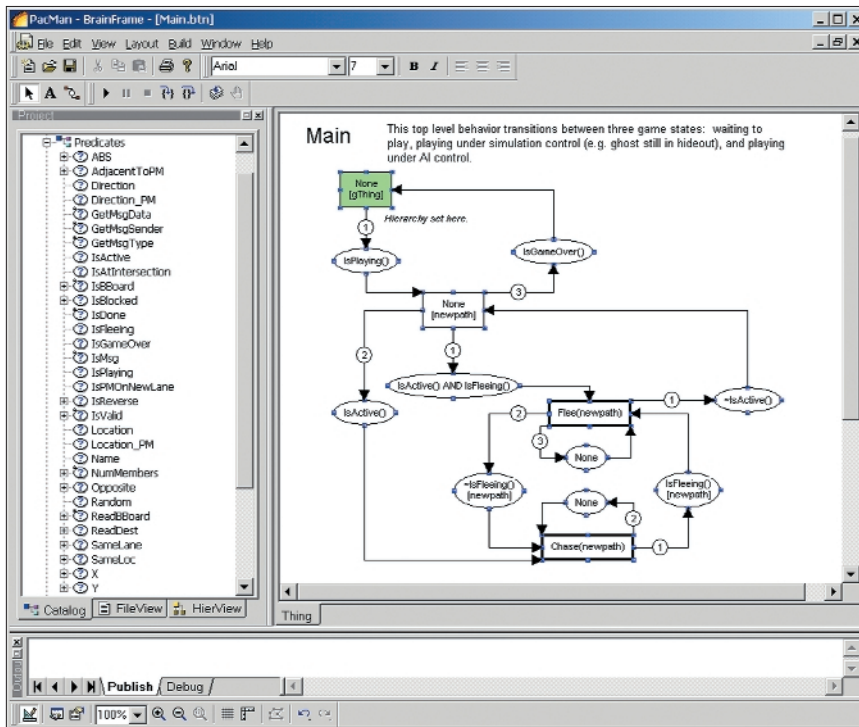 PacMan - BrainFrame - [Main.btn]
File Edit View Layout Build Window Help
Arial 7 B I
A
Project
Predicates
ABS
AdjacentToPM
Direction
Direction_PM
GetMsgData
GetMsgSender
GetMsgType
IsActive
IsAtIntersection
IsBBoard
IsBlocked
IsDone
IsFleeing
IsGameOver
IsMsg
IsPlaying
IsPMOnNewLane
IsReverse
IsValid
Location
Location_PM
Name
NumMembers
Opposite
Random
ReadBBoard
ReadDest
SameLane
SameLoc
X
Y
Catalog FileView HierView
Main
This top level behavior transitions between three game states: waiting to
play, playing under simulation control (e.g. ghost still in hideout), and playing
under AI control.
None
[gThing]
Hierarchy set here.
1
IsPlaying()
IsGameOver()
3
None
[newpath]
2
1
IsActive() AND IsFleeing()
IsActive()
2
Flee(newpath)
1
~IsActive()
3
None
~IsFleeing()
[newpath]
None
IsFleeing()
[newpath]
2
Chase(newpath)
1
Thing
Publish Debug
100%